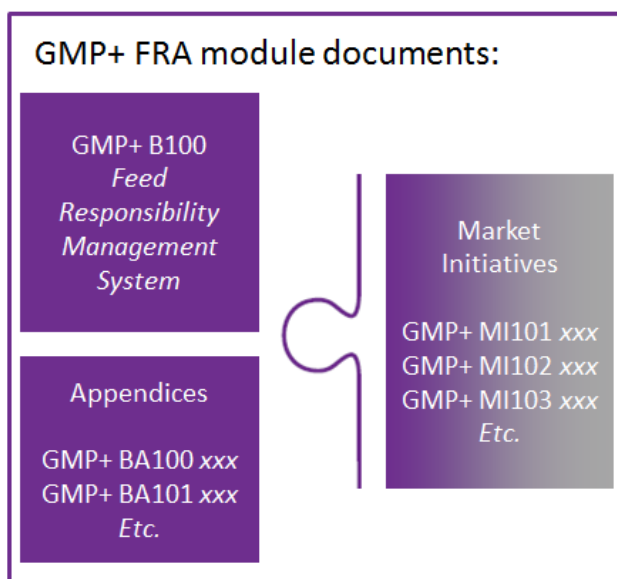 GMP+ FRA module documents:
GMP+ B100
Feed
Responsibility
Management
System
Appendices
GMP+ BA100 xxx
GMP+ BA101 xxx
Etc.
Market
Initiatives
GMP+ MI101 xxx
GMP+ MI102 xxx
GMP+ MI103 xxx
Etc.